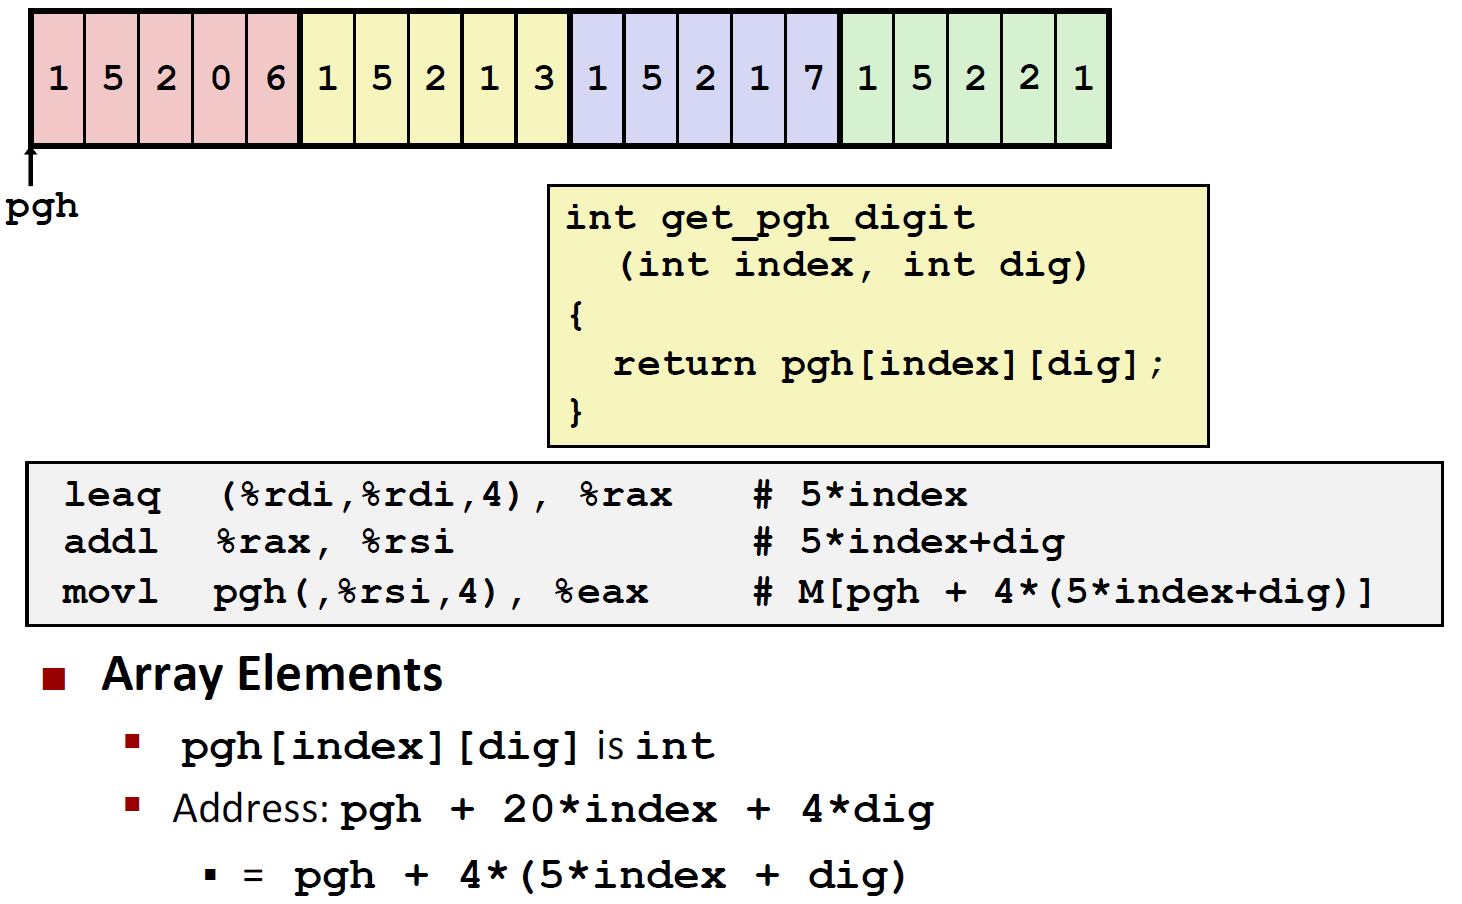 1 5 2 0 6 1 5 2 1 3 1 5 2 1 7 1 5 2 2 1
pgh
int get_pgh_digit
(int index, int dig)
{
return pgh[index][dig];
}
leaq (%rdi,%rdi,4), %rax # 5*index
addl %rax, %rsi # 5*index+dig
movl pgh(,%rsi,4), %eax # M[pgh + 4*(5*index+dig)]
Array Elements
pgh[index][dig] is int
Address: pgh + 20*index + 4*dig
= pgh + 4*(5*index + dig)